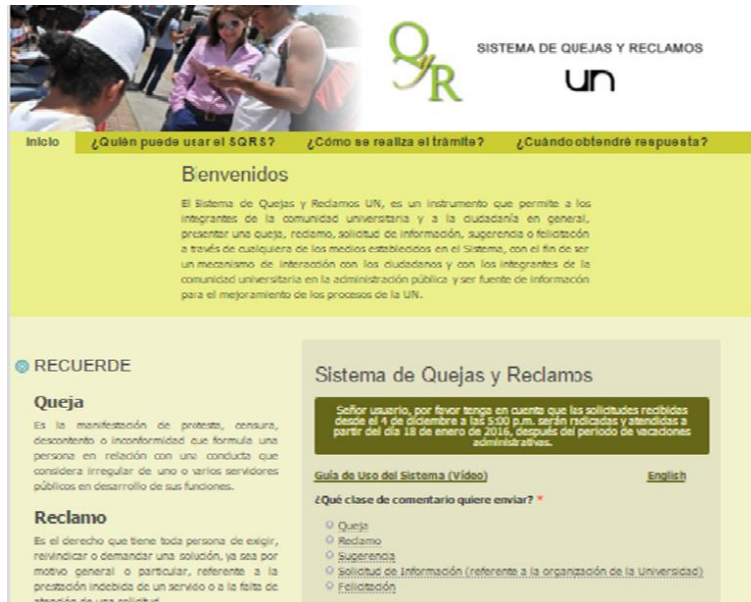 QyR
SISTEMA DE QUEJAS Y RECLAMOS
un
Inicio ¿Quién puede usar el SQRS? ¿Cómo se realiza el trámite? ¿Cuándo obtendré respuesta?
Bienvenidos
El Sistema de Quejas y Reclamos UN, es un instrumento que permite a los
integrantes de la comunidad universitaria y a la ciudadanía en general,
presentar una queja, reclamo, solicitud de información, sugerencia o felicitación
a través de cualquiera de los medios establecidos en el Sistema, con el fin de ser
un mecanismo de interacción con los ciudadanos y con los integrantes de la
comunidad universitaria en la administración pública y ser fuente de información
para el mejoramiento de los procesos de la UN.
RECUERDE
Queja
Es la manifestación de protesta, censura,
descontento o inconformidad que formula una
persona en relación con una conducta que
considera irregular de uno o varios servidores
públicos en desarrollo de sus funciones.
Reclamo
Es el derecho que tiene toda persona de exigir,
reivindicar o demandar una solución, ya sea por
motivo general o particular, referente a la
prestación indebida de un servicio o a la falta de
atención de una solicitud.
Sistema de Quejas y Reclamos
Señor usuario, por favor tenga en cuenta que las solicitudes recibidas
desde el 4 de diciembre a las 5:00 p.m. serán radicadas y atendidas a
partir del día 18 de enero de 2016, después del periodo de vacaciones
administrativas.
Guía de Uso del Sistema (Vídeo) English
¿Qué clase de comentario quiere enviar? *
Queja
Reclamo
Sugerencia
Solicitud de Información (referente a la organización de la Universidad)
Felicitación